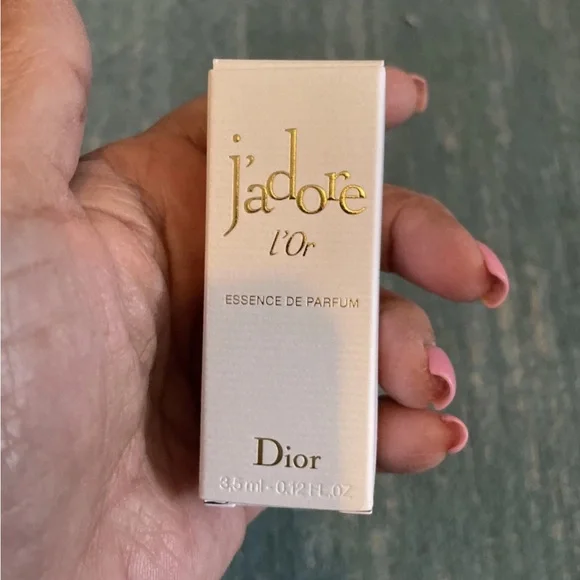 j'adore
l'Or
ESSENCE DE PARFUM
Dior
3,5 ml - 0.12 FL.OZ.